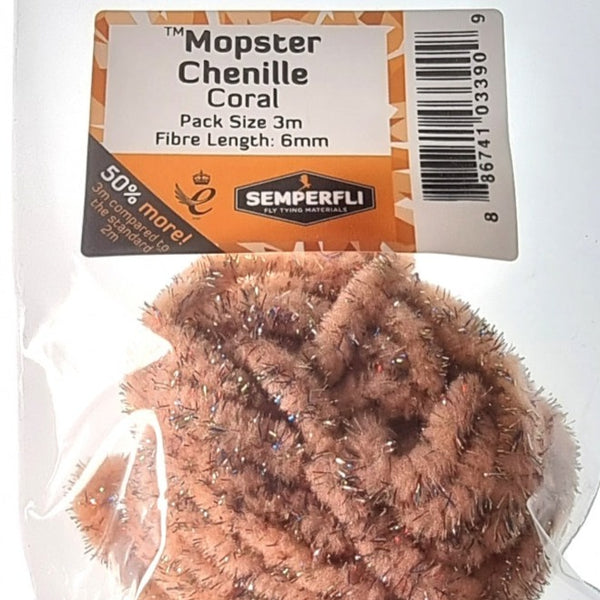 ™Mopster
Chenille
Coral
Pack Size 3m
Fibre Length: 6mm
50% more!
3m compared to
the standard
2m
e
SEMPERFLI
FLY TYING MATERIALS
8 86741 03390 9